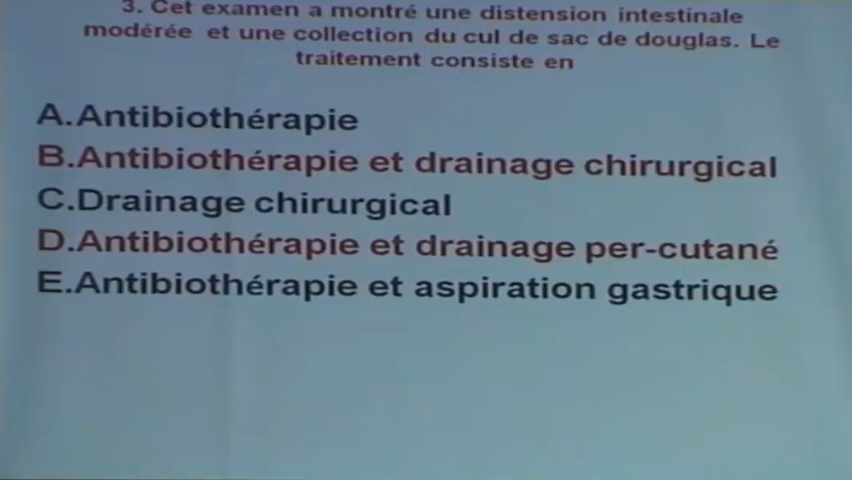 3. Cet examen a montré une distension intestinale
modérée et une collection du cul de sac de douglas. Le
traitement consiste en
A.Antibiothérapie
B.Antibiothérapie et drainage chirurgical
C.Drainage chirurgical
D.Antibiothérapie et drainage per-cutané
E.Antibiothérapie et aspiration gastrique